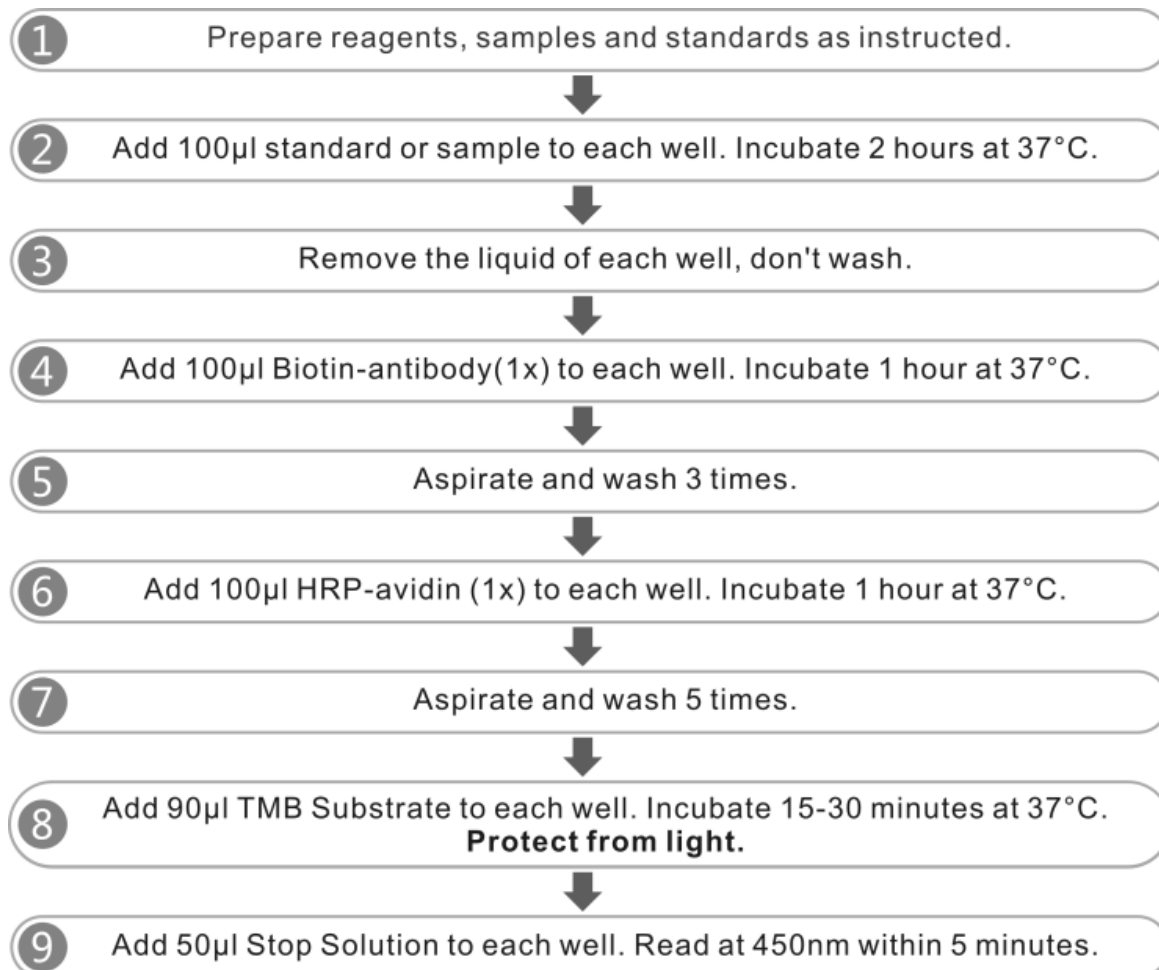 1 Prepare reagents, samples and standards as instructed.
2 Add 100µl standard or sample to each well. Incubate 2 hours at 37°C.
3 Remove the liquid of each well, don't wash.
4 Add 100µl Biotin-antibody(1x) to each well. Incubate 1 hour at 37°C.
5 Aspirate and wash 3 times.
6 Add 100µl HRP-avidin (1x) to each well. Incubate 1 hour at 37°C.
7 Aspirate and wash 5 times.
8 Add 90µl TMB Substrate to each well. Incubate 15-30 minutes at 37°C.
Protect from light.
9 Add 50µl Stop Solution to each well. Read at 450nm within 5 minutes.